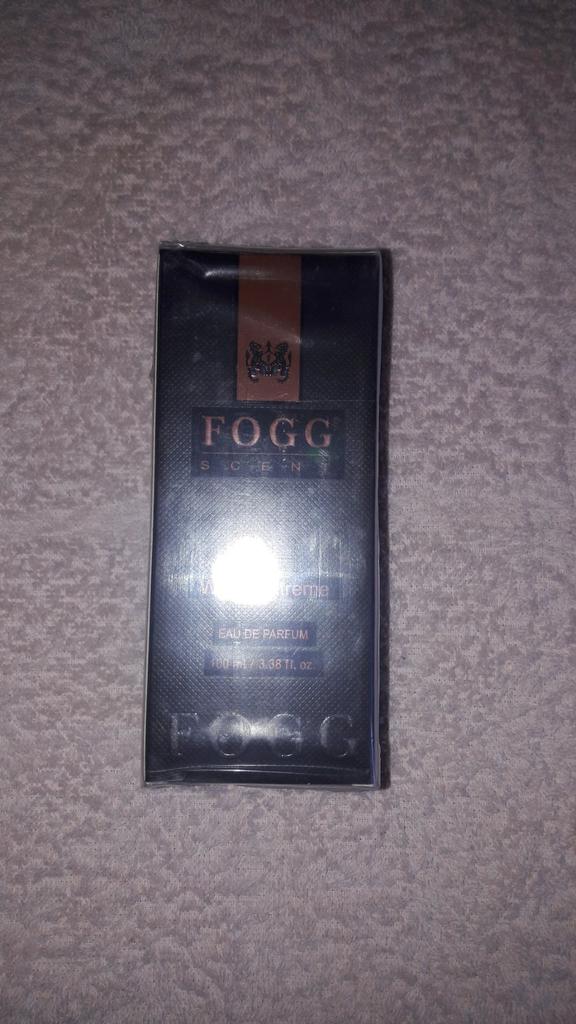 FOGG
SCENT
EAU DE PARFUM
100 ml / 3.38 fl. oz.
FOGG